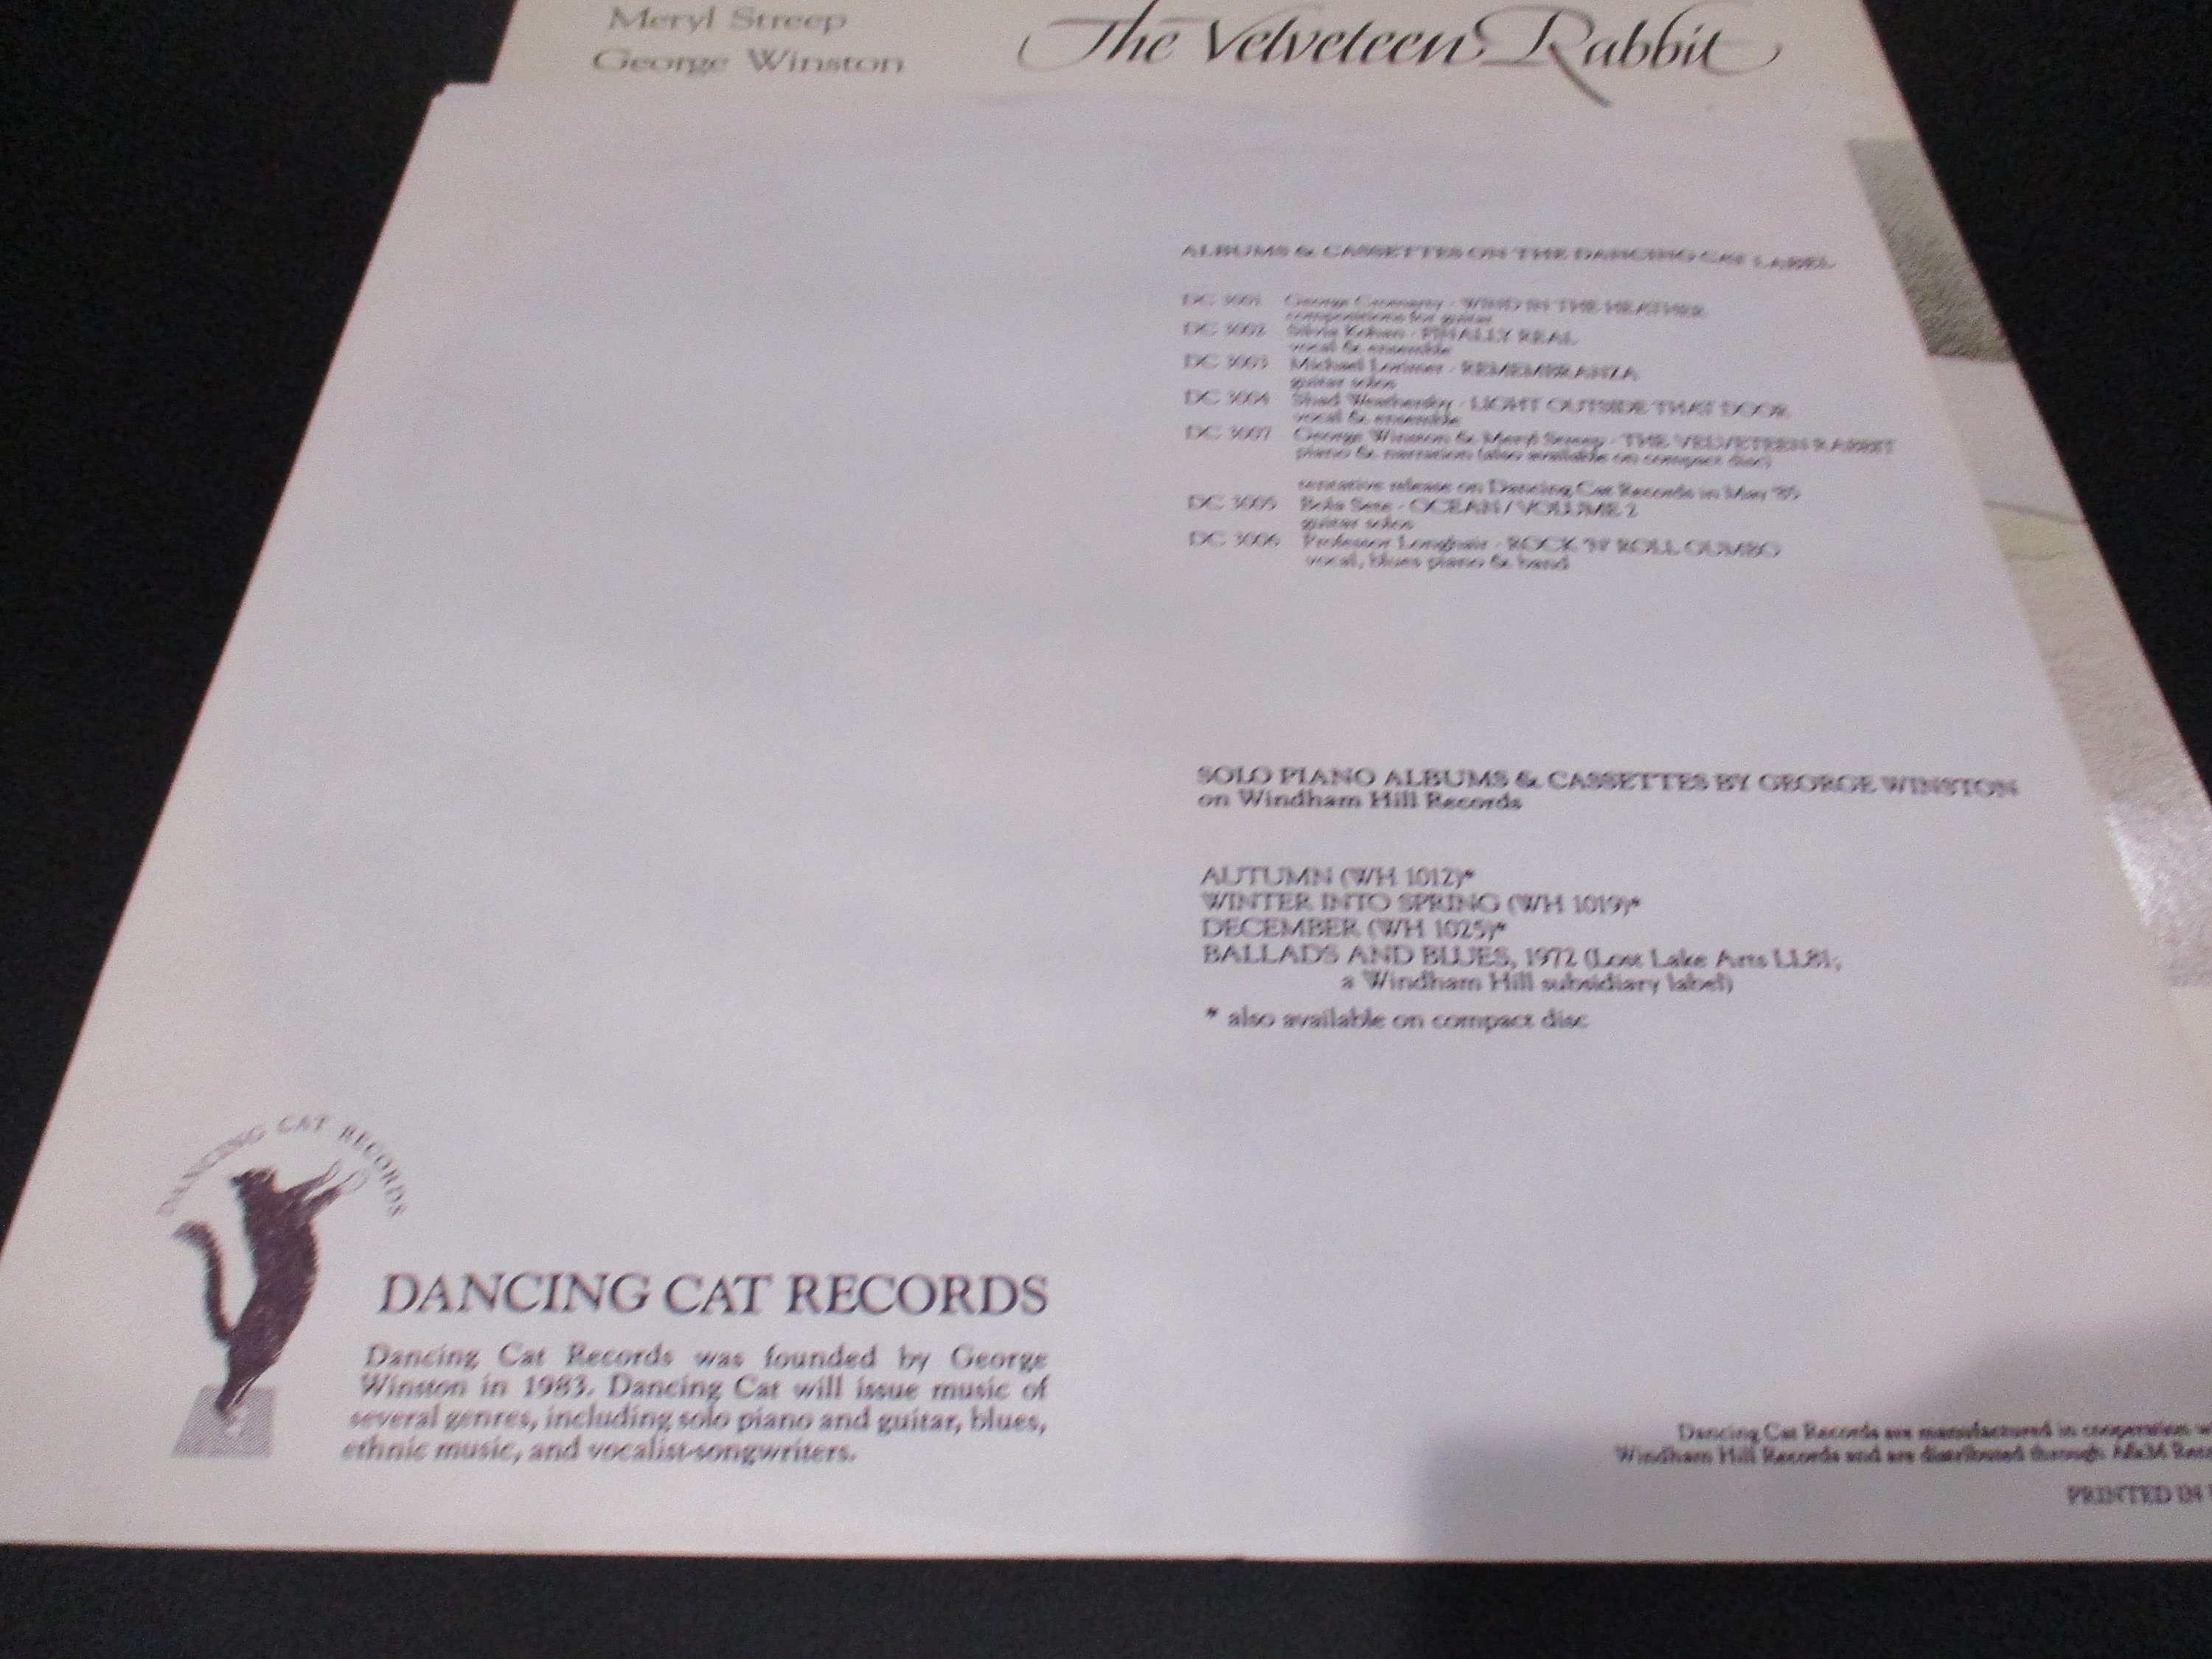 Meryl Streep
George Winston
The Velveteen Rabbit
ALBUMS & CASSETTES ON THE DANCING CAT LABEL
DC 3001 George - WIND IN THE HEATHER
compositions for guitar
DC 3002 - FINALLY REAL
vocal & ensemble
DC 3003 Michael Lorimer - REMEMBRANZA
guitar solos
DC 3004 - LIGHT OUTSIDE THAT DOOR
vocal & ensemble
DC 3007 George Winston & Meryl Streep - THE VELVETEEN RABBIT
piano & narration (also available on compact disc)
tentative release on Dancing Cat Records in May '85
DC 3005 Bola Sete - OCEAN / VOLUME 2
guitar solos
DC 3006 Professor Longhair - ROCK 'N' ROLL GUMBO
vocal, blues piano & band
SOLO PIANO ALBUMS & CASSETTES BY GEORGE WINSTON
on Windham Hill Records
AUTUMN (WH 1012)*
WINTER INTO SPRING (WH 1019)*
DECEMBER (WH 1025)*
BALLADS AND BLUES, 1972 (Lost Lake Arts LL81;
a Windham Hill subsidiary label)
* also available on compact disc
DANCING CAT RECORDS
DANCING CAT RECORDS
Dancing Cat Records was founded by George
Winston in 1983. Dancing Cat will issue music of
several genres, including solo piano and guitar, blues,
ethnic music, and vocalist-songwriters.
Dancing Cat Records are manufactured in cooperation
Windham Hill Records and are distributed through A&M
PRINTED IN